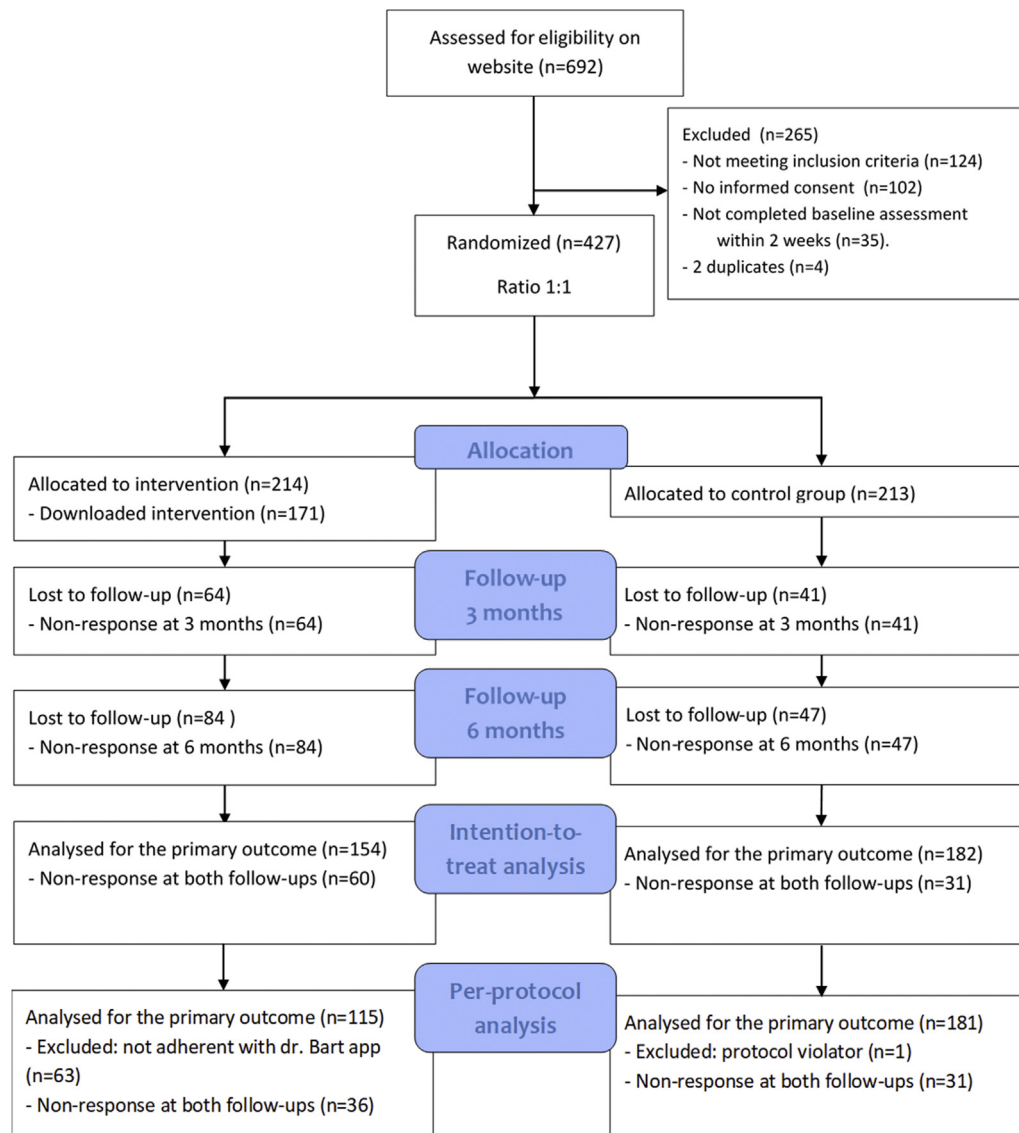 Assessed for eligibility on
website (n=692)
Excluded  (n=265)
- Not meeting inclusion criteria (n=124)
- No informed consent  (n=102)
- Not completed baseline assessment
within 2 weeks (n=35).
- 2 duplicates (n=4)
Randomized (n=427)
Ratio 1:1
Allocation
Allocated to intervention (n=214)
- Downloaded intervention (n=171)
Allocated to control group (n=213)
Follow-up
3 months
Lost to follow-up (n=64)
- Non-response at 3 months (n=64)
Lost to follow-up (n=41)
- Non-response at 3 months (n=41)
Follow-up
6 months
Lost to follow-up (n=84 )
- Non-response at 6 months (n=84)
Lost to follow-up (n=47)
- Non-response at 6 months (n=47)
Intention-to-
treat analysis
Analysed for the primary outcome (n=154)
- Non-response at both follow-ups (n=60)
Analysed for the primary outcome (n=182)
- Non-response at both follow-ups (n=31)
Per-protocol
analysis
Analysed for the primary outcome (n=115)
- Excluded: not adherent with dr. Bart app
(n=63)
- Non-response at both follow-ups (n=36)
Analysed for the primary outcome (n=181)
- Excluded: protocol violator (n=1)
- Non-response at both follow-ups (n=31)